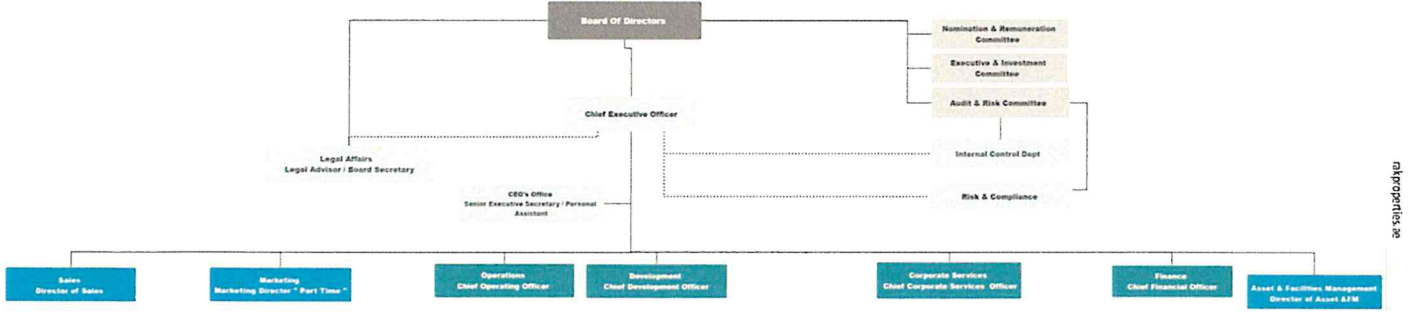 Board Of Directors
Nomination & Remuneration
Committee
Executive & Investment
Committee
Audit & Risk Committee
Chief Executive Officer
Internal Control Dept
Legal Affairs
Legal Advisor / Board Secretary
Risk & Compliance
CEO's Office
Senior Executive Secretary / Personal
Assistant
Sales
Director of Sales
Marketing
Marketing Director " Part Time "
Operations
Chief Operating Officer
Development
Chief Development Officer
Corporate Services
Chief Corporate Services Officer
Finance
Chief Financial Officer
Asset & Facilities Management
Director of Asset &FM
rakproperties.ae